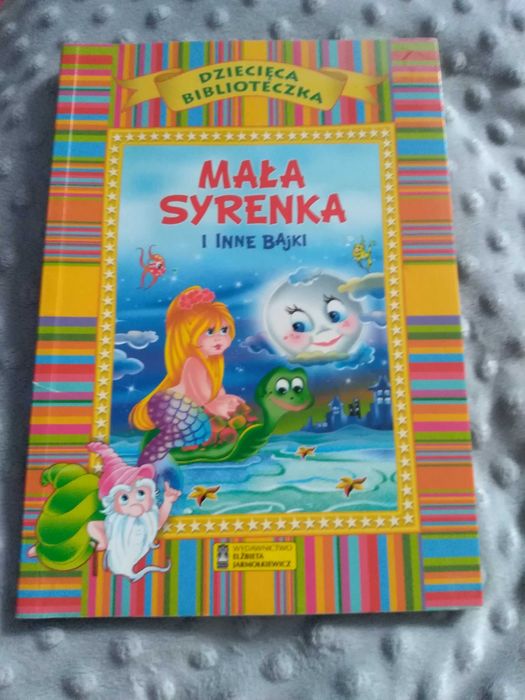 DZIECIĘCA
BIBLIOTECZKA
MAŁA
SYRENKA
I INNE BAjKI
WYDAWNICTWO
ELŻBIETA
JARMOŁKIEWICZ